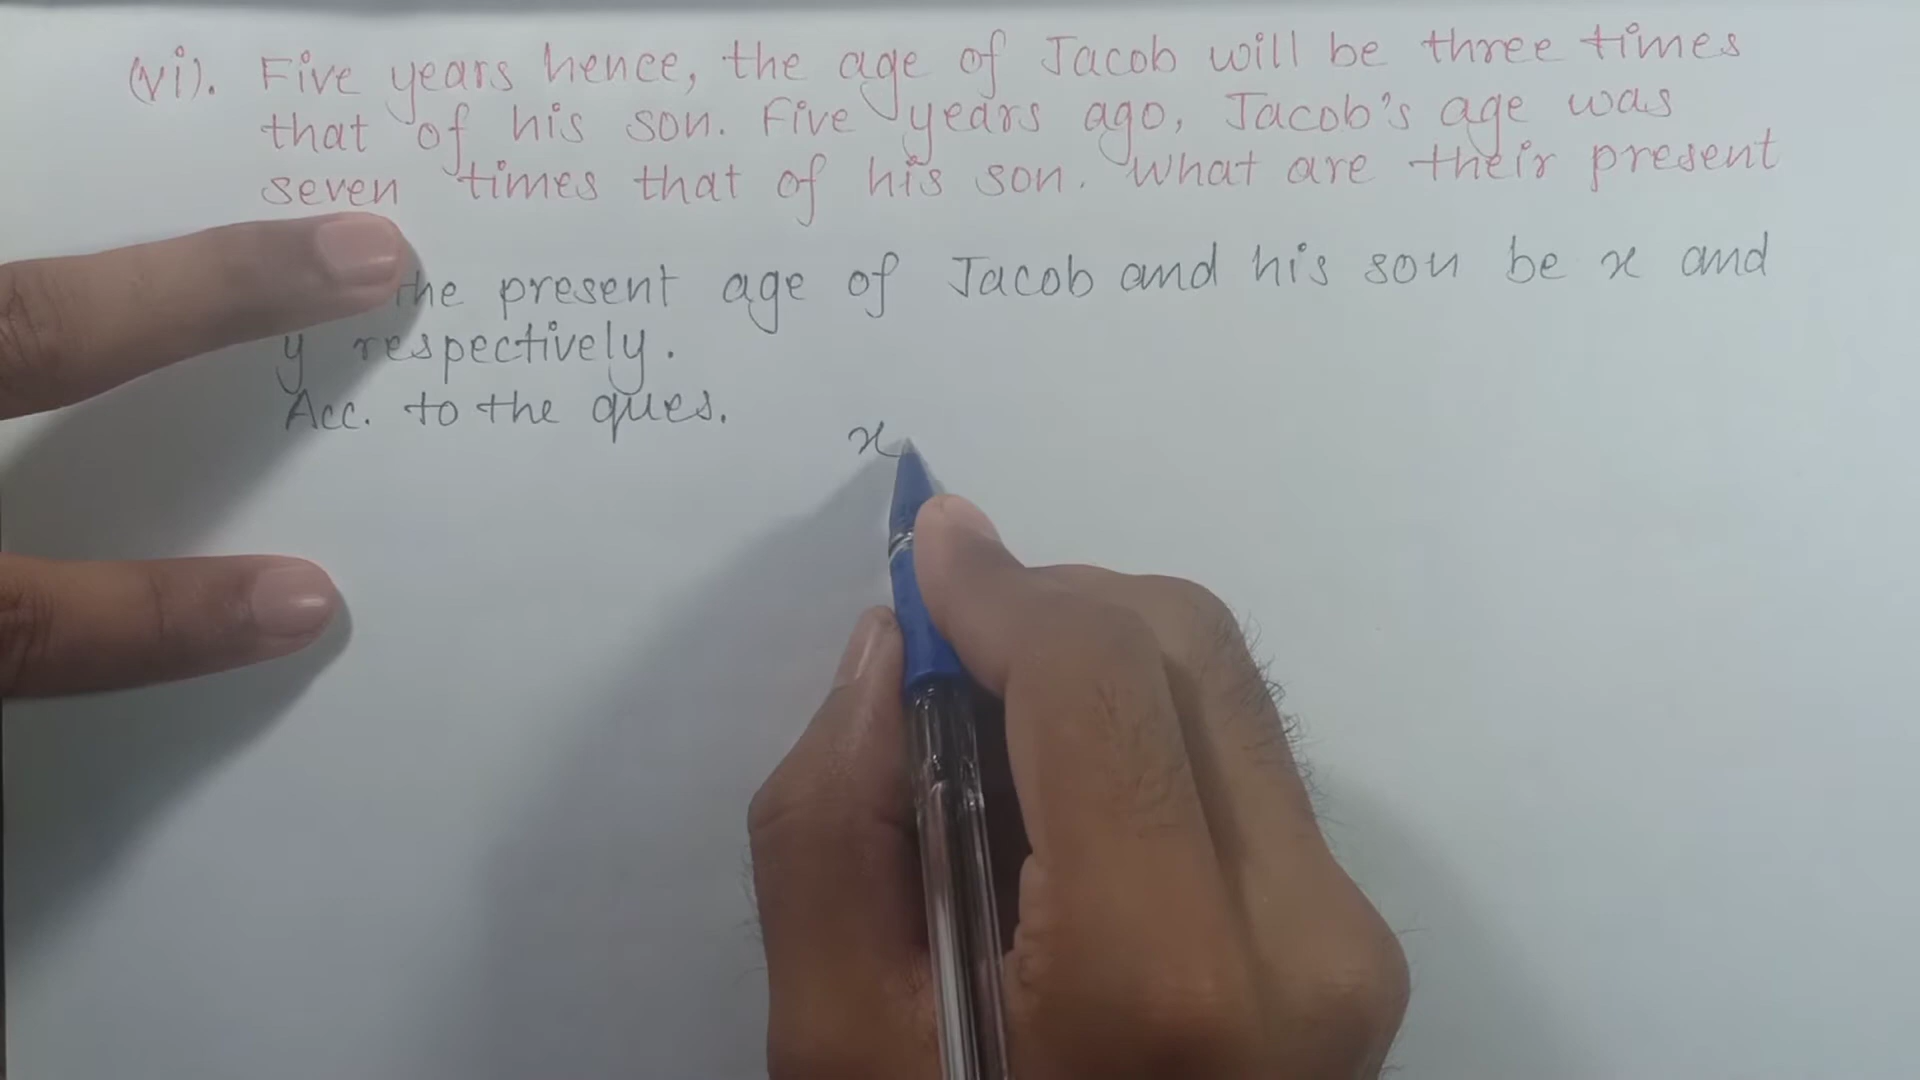 (vi). Five years hence, the age of Jacob will be three times
that of his son. Five years ago, Jacob's age was
seven times that of his son. What are their present
the present age of Jacob and his son be x and
y respectively.
Acc. to the ques.
x